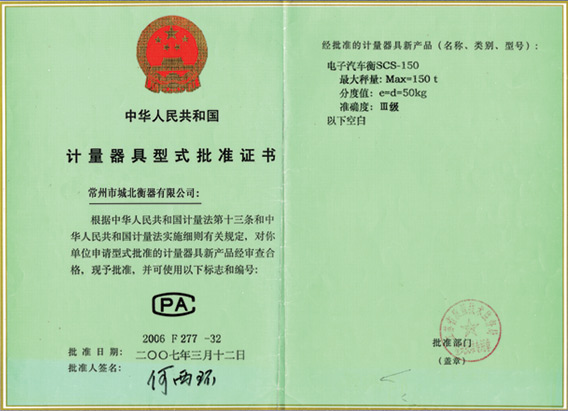 中华人民共和国
计量器具型式批准证书
常州市城北衡器有限公司:
根据中华人民共和国计量法第十三条和中
华人民共和国计量法实施细则有关规定，对你
单位申请型式批准的计量器具新产品经审查合
格，现予批准，并可使用以下标志和编号:
CPA
2006 F 277 -32
批准日期: 二〇〇七年三月十二日
批准人签名:
经批准的计量器具新产品（名称、类别、型号）:
电子汽车衡SCS-150
最大秤量: Max=150 t
分度值: e=d=50kg
准确度: Ⅲ级
以下空白
批准部门
(盖章)